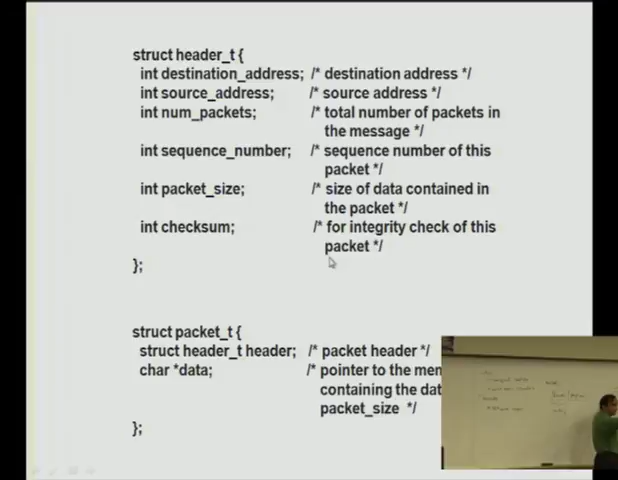 struct header_t {
int destination_address; /* destination address */
int source_address; /* source address */
int num_packets; /* total number of packets in
the message */
int sequence_number; /* sequence number of this
packet */
int packet_size; /* size of data contained in
the packet */
int checksum; /* for integrity check of this
packet */
};
struct packet_t {
struct header_t header; /* packet header */
char *data; /* pointer to the mem
containing the dat
packet_size */
};